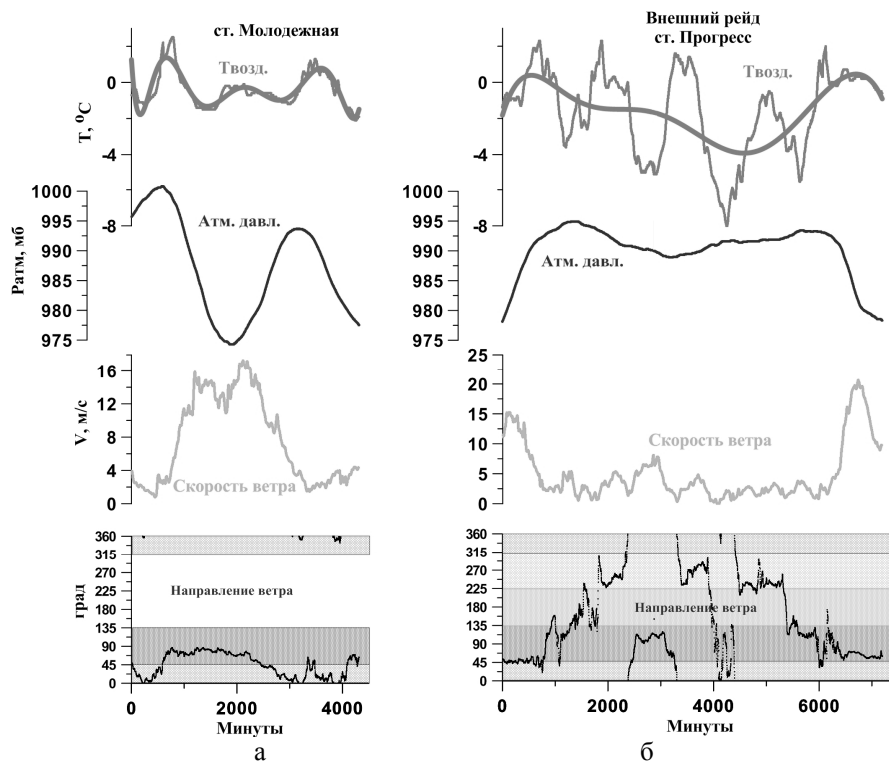 ст. Молодежная
Твозд.
T, ⁰C
0
-4
-8
Атм. давл.
Ратм, мб
1000
995
990
985
980
975
V, м/с
16
12
8
4
0
Скорость ветра
град
360
315
270
225
180
135
90
45
0
Направление ветра
0 2000 4000
Минуты
а
Внешний рейд
ст. Прогресс
Твозд.
0
-4
-8
1000
995
990
985
980
975
Атм. давл.
25
20
15
10
5
0
Скорость ветра
360
315
270
225
180
135
90
45
0
Направление ветра
0 2000 4000 6000
Минуты
б